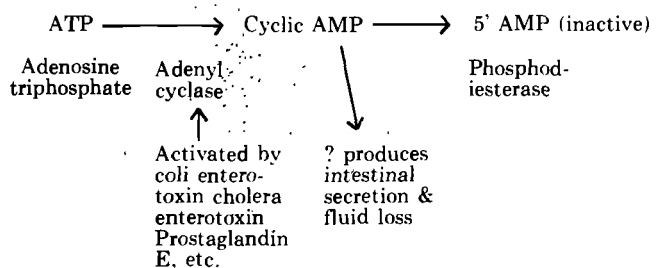 ATP Cyclic AMP 5' AMP (inactive)
Adenosine Adenyl Phosphod-
triphosphate cyclase iesterase
Activated by ? produces
coli entero- intestinal
toxin cholera secretion &
enterotoxin fluid loss
Prostaglandin
E, etc.